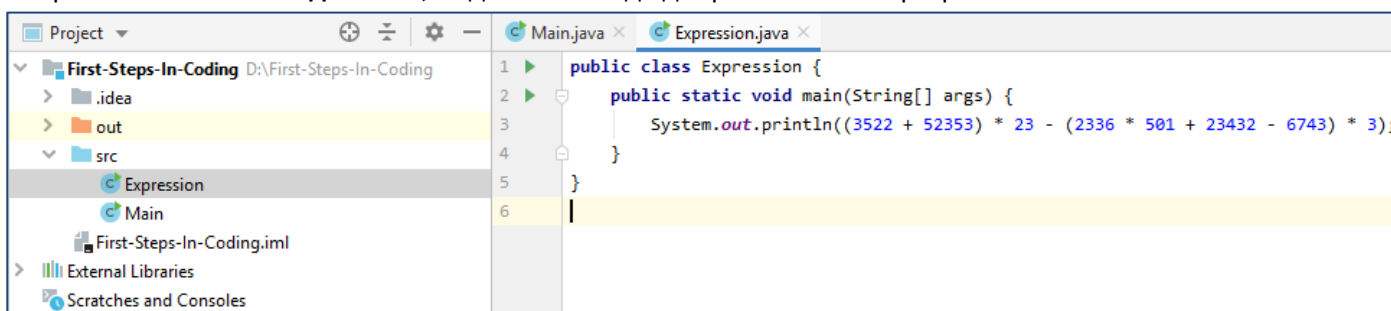 Project
First-Steps-In-Coding D:\First-Steps-In-Coding
.idea
out
src
Expression
Main
First-Steps-In-Coding.iml
External Libraries
Scratches and Consoles
Main.java
Expression.java
1 public class Expression {
2 public static void main(String[] args) {
3 System.out.println((3522 + 52353) * 23 - (2336 * 501 + 23432 - 6743) * 3);
4 }
5 }
6